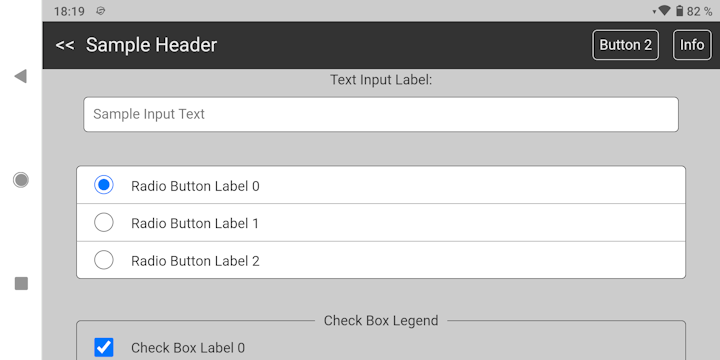 18:19 82 %
<< Sample Header Button 2 Info
Text Input Label:
Sample Input Text
Radio Button Label 0
Radio Button Label 1
Radio Button Label 2
Check Box Legend
Check Box Label 0